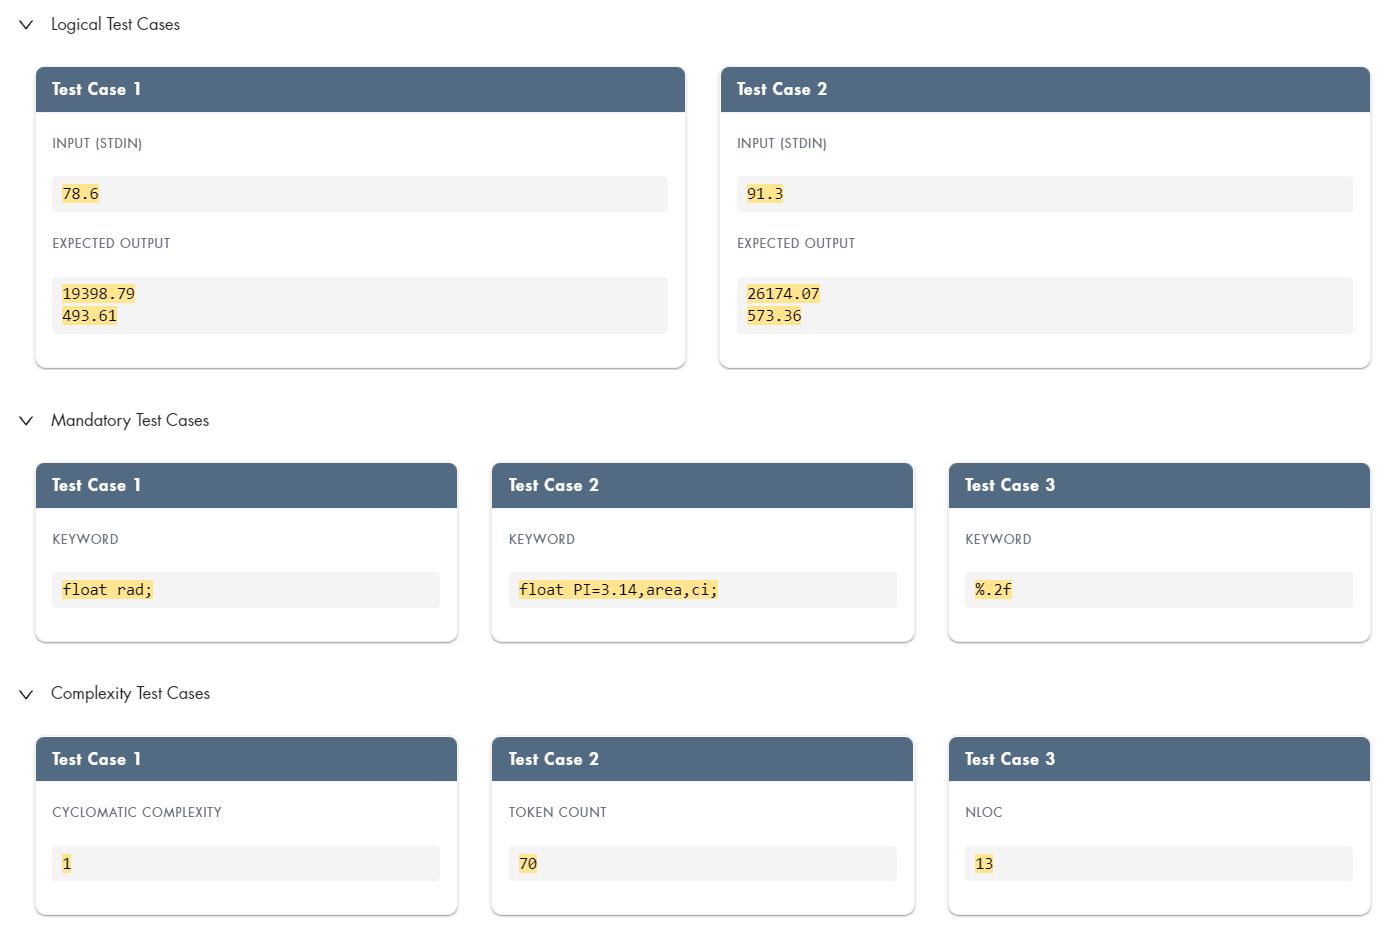 Logical Test Cases
Test Case 1
INPUT (STDIN)
78.6
EXPECTED OUTPUT
19398.79
493.61
Test Case 2
INPUT (STDIN)
91.3
EXPECTED OUTPUT
26174.07
573.36
Mandatory Test Cases
Test Case 1
KEYWORD
float rad;
Test Case 2
KEYWORD
float PI=3.14,area,ci;
Test Case 3
KEYWORD
%.2f
Complexity Test Cases
Test Case 1
CYCLOMATIC COMPLEXITY
1
Test Case 2
TOKEN COUNT
70
Test Case 3
NLOC
13